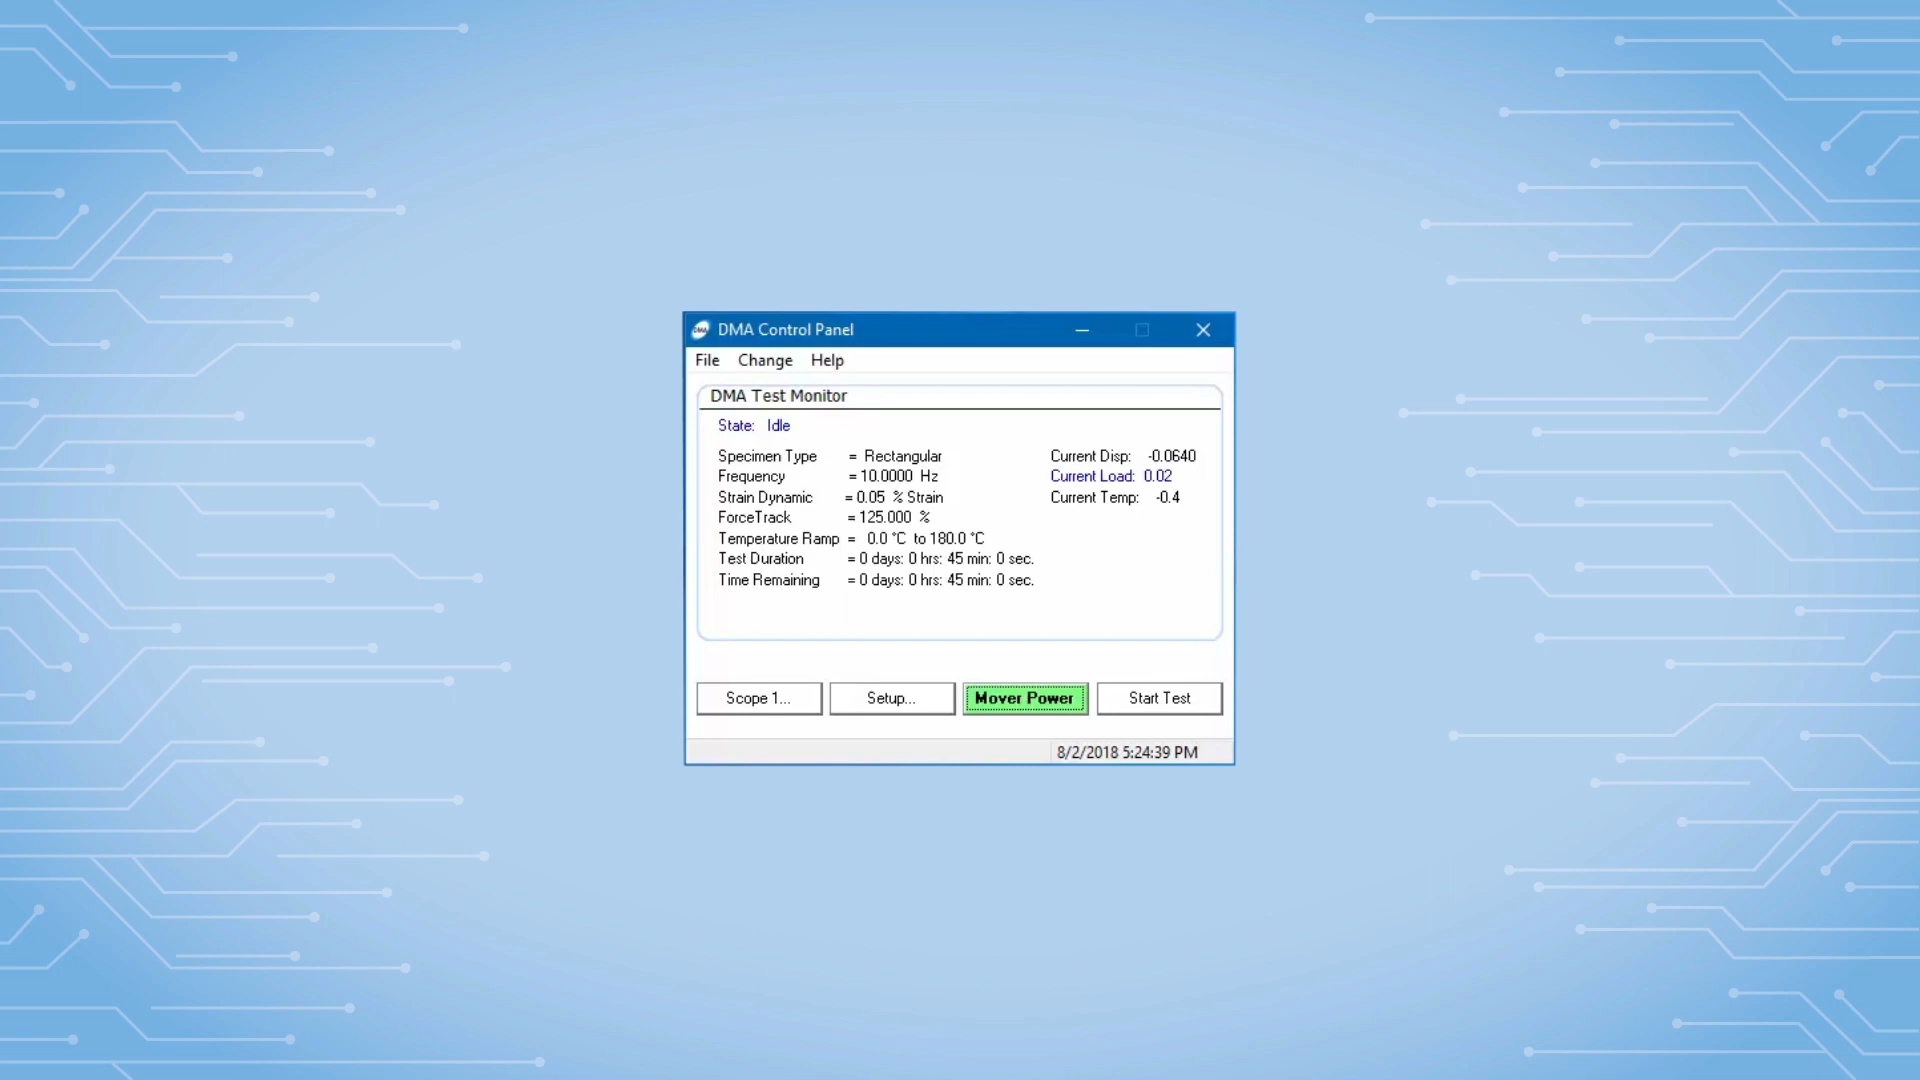 DMA DMA Control Panel
File Change Help
DMA Test Monitor
State: Idle
Specimen Type = Rectangular Current Disp: -0.0640
Frequency = 10.0000 Hz Current Load: 0.02
Strain Dynamic = 0.05 % Strain Current Temp: -0.4
ForceTrack = 125.000 %
Temperature Ramp = 0.0 °C to 180.0 °C
Test Duration = 0 days: 0 hrs: 45 min: 0 sec.
Time Remaining = 0 days: 0 hrs: 45 min: 0 sec.
Scope 1... Setup... Mover Power Start Test
8/2/2018 5:24:39 PM